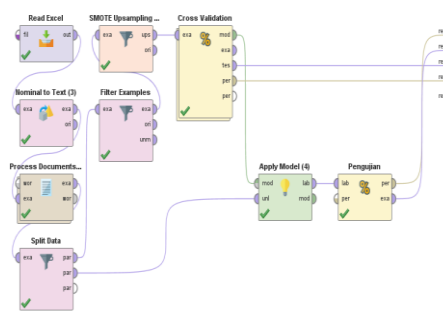 Read Excel
fil
out
SMOTE Upsampling ...
exa
ups
ori
Cross Validation
exa
mod
exa
tes
per
per
Nominal to Text (3)
exa
exa
ori
Filter Examples
exa
exa
ori
unm
Process Documents...
wor
exa
exa
wor
Apply Model (4)
mod
lab
unl
mod
Pengujian
lab
per
per
exa
Split Data
exa
par
par
par